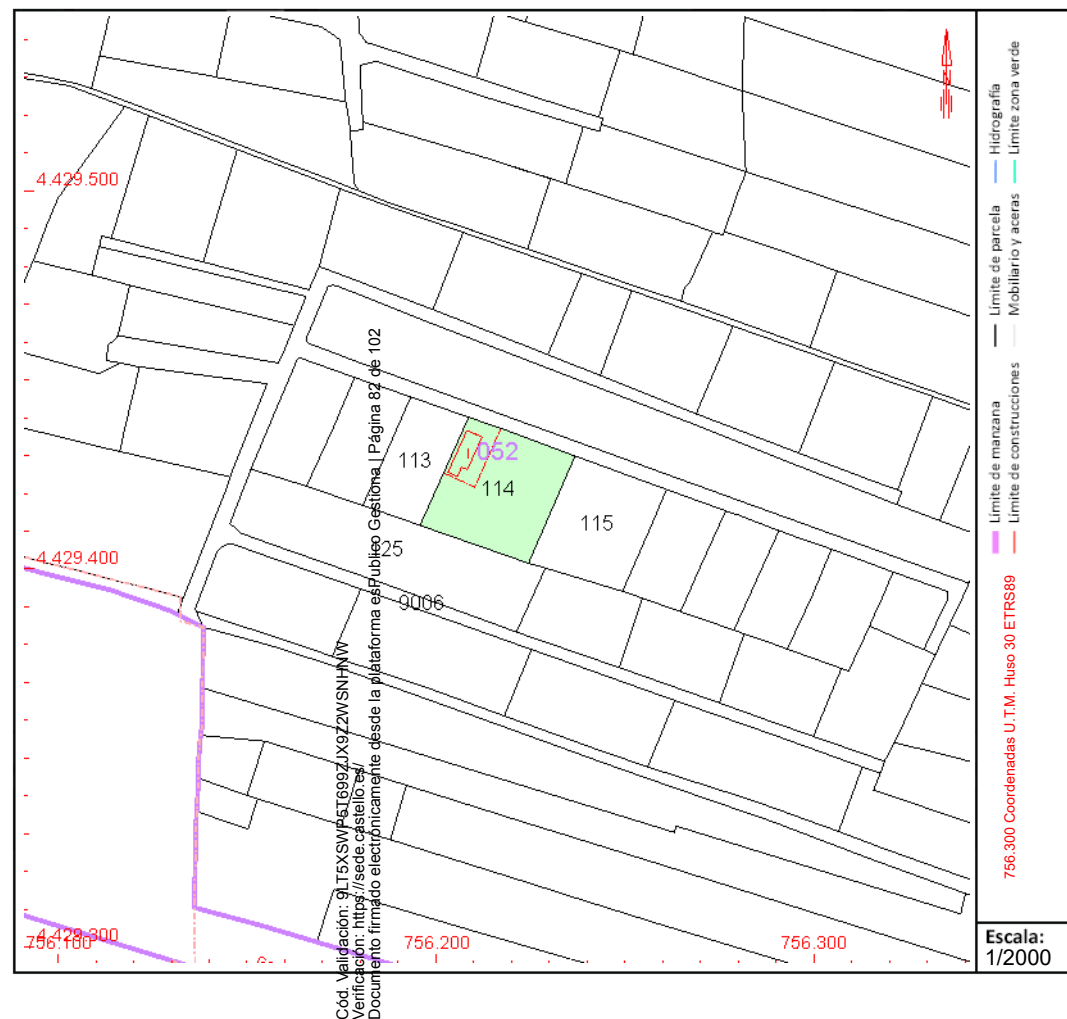 4.429.500
4.429.400
4.429.300
756.100
756.200
756.300
113
052
114
115
9006
Cód. Validación: 9LT5XSWP5T699ZJX9Z2WSNHNW
Verificación: https://sede.castello.es/
Documento firmado electrónicamente desde la plataforma esPublico Gestiona | Página 82 de 102
Límite de manzana
Límite de parcela
Hidrografía
Límite de construcciones
Mobiliario y aceras
Límite zona verde
756.300 Coordenadas U.T.M. Huso 30 ETRS89
Escala:
1/2000